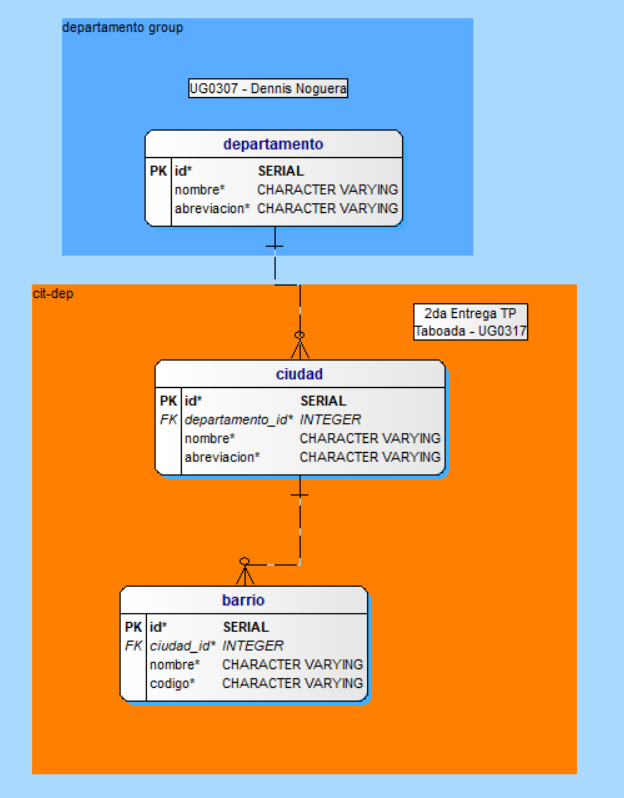 departamento group
UG0307 - Dennis Noguera
departamento
PK id* SERIAL
nombre* CHARACTER VARYING
abreviacion* CHARACTER VARYING
cit-dep
2da Entrega TP
Taboada - UG0317
ciudad
PK id* SERIAL
FK departamento_id* INTEGER
nombre* CHARACTER VARYING
abreviacion* CHARACTER VARYING
barrio
PK id* SERIAL
FK ciudad_id* INTEGER
nombre* CHARACTER VARYING
codigo* CHARACTER VARYING